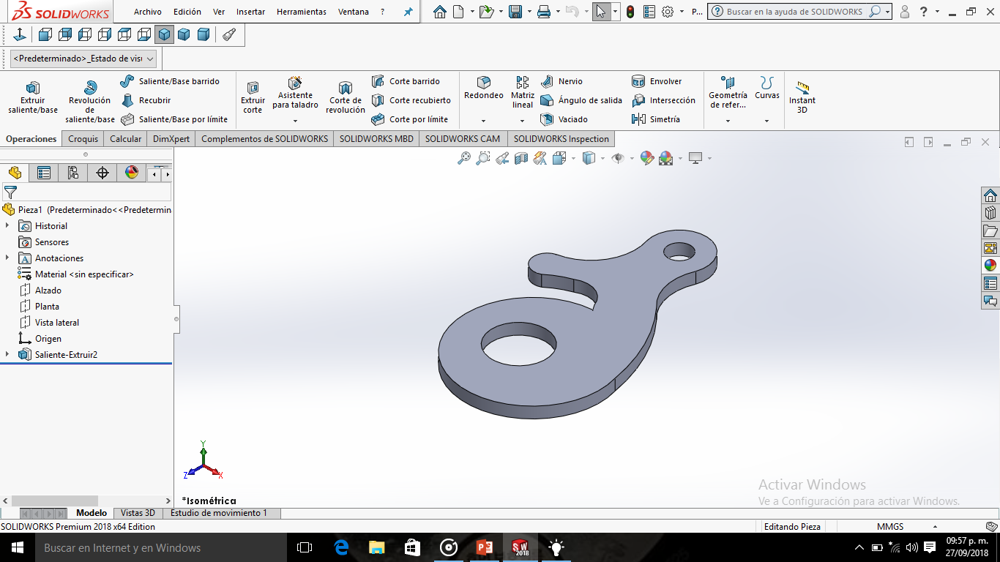 SOLIDWORKS
Archivo Edición Ver Insertar Herramientas Ventana ?
P...
Buscar en la ayuda de SOLIDWORKS
?
<Predeterminado>_Estado de visu
Extruir saliente/base
Revolución de saliente/base
Saliente/Base barrido
Recubrir
Saliente/Base por límite
Extruir corte
Asistente para taladro
Corte de revolución
Corte barrido
Corte recubierto
Corte por límite
Redondeo
Matriz lineal
Nervio
Ángulo de salida
Vaciado
Envolver
Intersección
Simetría
Geometría de refer...
Curvas
Instant 3D
Operaciones Croquis Calcular DimXpert Complementos de SOLIDWORKS SOLIDWORKS MBD SOLIDWORKS CAM SOLIDWORKS Inspection
Pieza1 (Predeterminado<<Predetermin
Historial
Sensores
Anotaciones
Material <sin especificar>
Alzado
Planta
Vista lateral
Origen
Saliente-Extruir2
Y
Z
X
*Isométrica
Activar Windows
Ve a Configuración para activar Windows.
Modelo Vistas 3D Estudio de movimiento 1
SOLIDWORKS Premium 2018 x64 Edition
Editando Pieza
MMGS
Buscar en Internet y en Windows
SW 2018
09:57 p. m.
27/09/2018